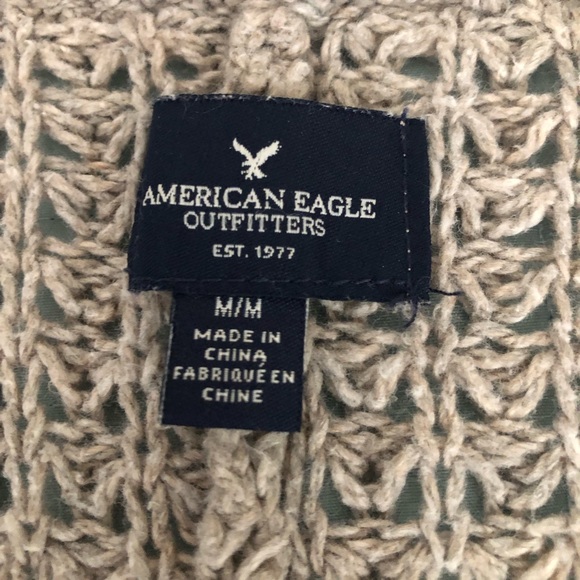 AMERICAN EAGLE
OUTFITTERS
EST. 1977
M/M
MADE IN
CHINA
FABRIQUÉ EN
CHINE